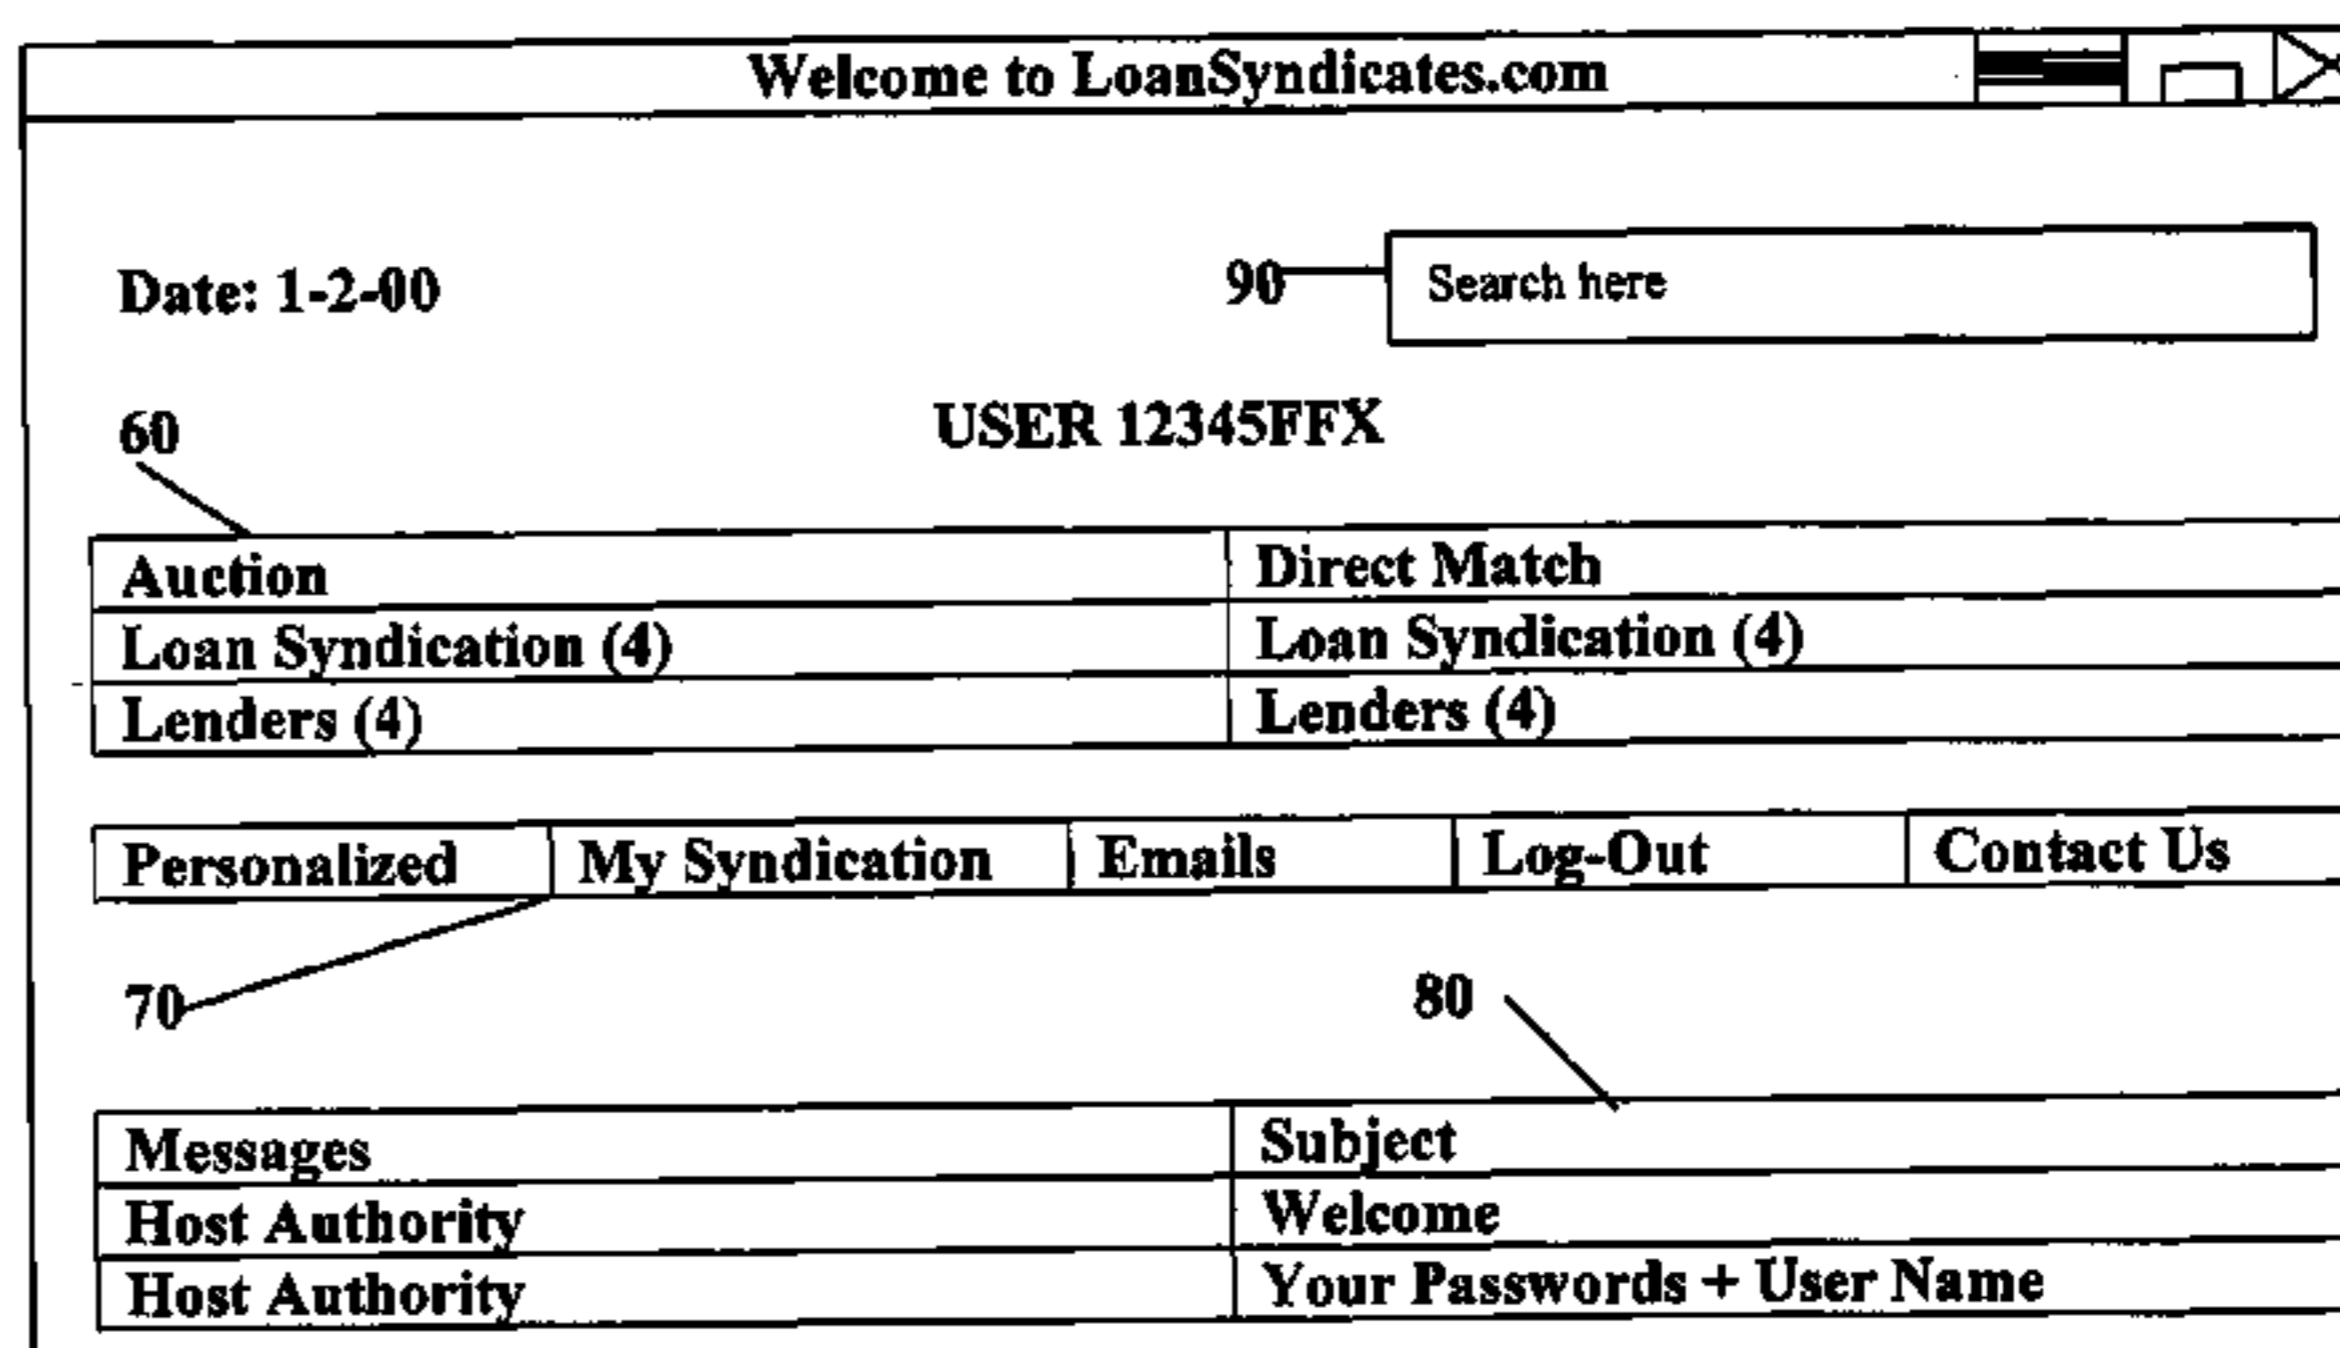 Welcome to LoanSyndicates.com
Date: 1-2-00
90
Search here
60
USER 12345FFX
Auction
Direct Match
Loan Syndication (4)
Loan Syndication (4)
Lenders (4)
Lenders (4)
Personalized
My Syndication
Emails
Log-Out
Contact Us
70
80
Messages
Subject
Host Authority
Welcome
Host Authority
Your Passwords + User Name